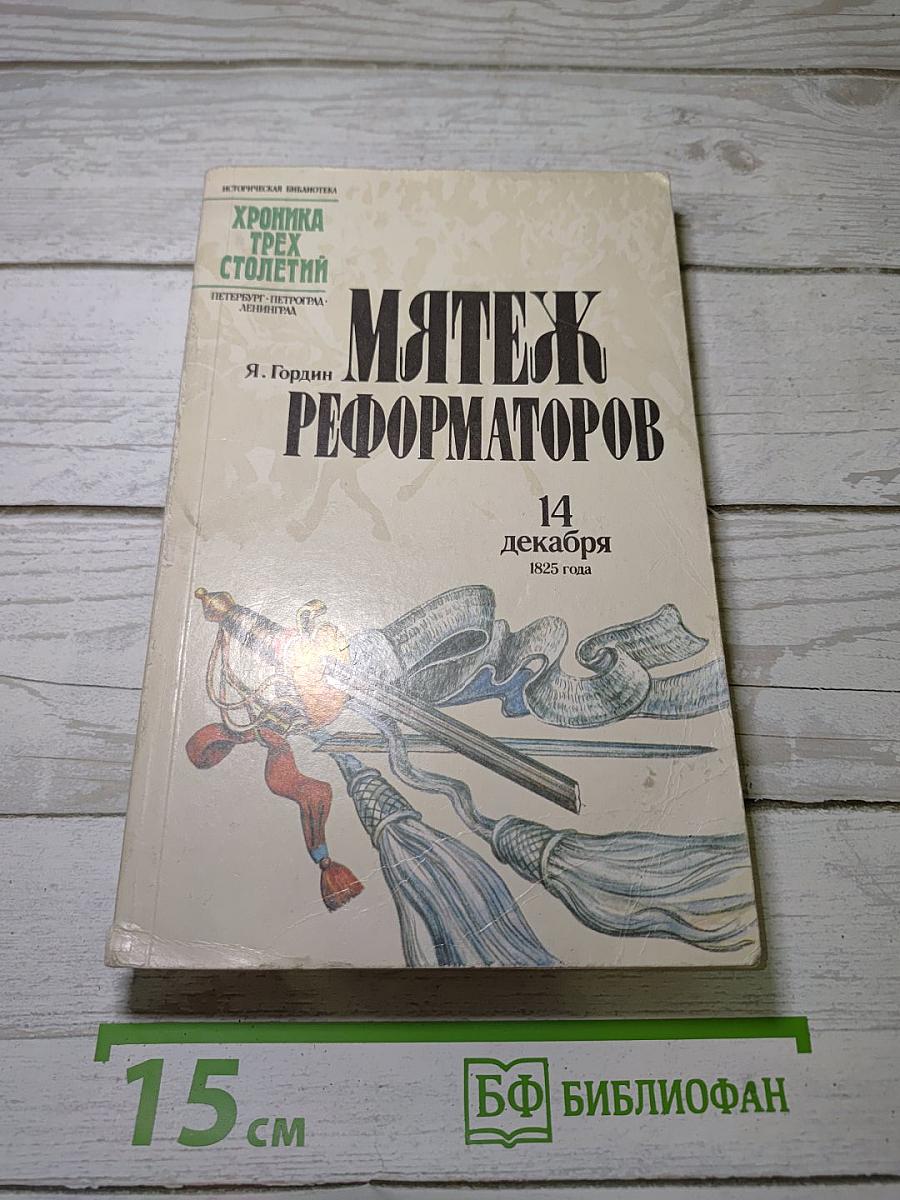 ИСТОРИЧЕСКАЯ БИБЛИОТЕКА
ХРОНИКА
ТРЕХ
СТОЛЕТИЙ
ПЕТЕРБУРГ·ПЕТРОГРАД·
ЛЕНИНГРАД
Я. Гордин
МЯТЕЖ
РЕФОРМАТОРОВ
14
декабря
1825 года
15 см
БФ БИБЛИОФАН